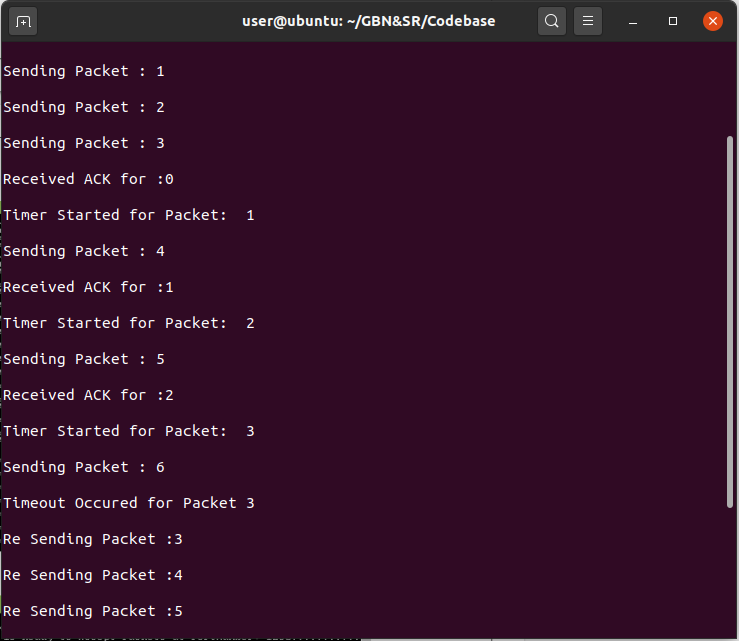 user@ubuntu: ~/GBN&SR/Codebase
Sending Packet : 1
Sending Packet : 2
Sending Packet : 3
Received ACK for :0
Timer Started for Packet:  1
Sending Packet : 4
Received ACK for :1
Timer Started for Packet:  2
Sending Packet : 5
Received ACK for :2
Timer Started for Packet:  3
Sending Packet : 6
Timeout Occured for Packet 3
Re Sending Packet :3
Re Sending Packet :4
Re Sending Packet :5